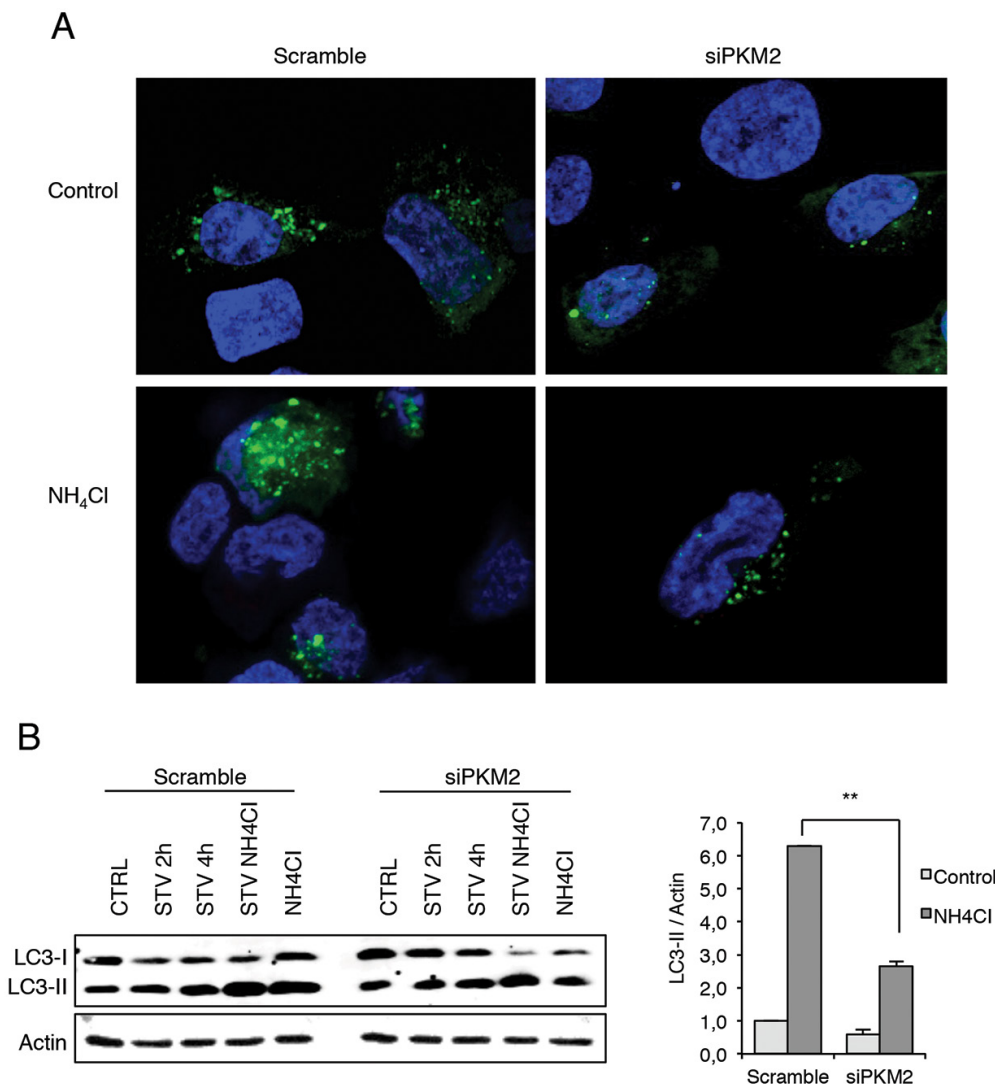 A
Scramble siPKM2
Control
NH4Cl
B
Scramble siPKM2
CTRL STV 2h STV 4h STV NH4Cl NH4Cl CTRL STV 2h STV 4h STV NH4Cl NH4Cl
LC3-I
LC3-II
Actin
**
7,0
6,0
5,0
4,0
3,0
2,0
1,0
0,0
LC3-II / Actin
Control
NH4Cl
Scramble siPKM2